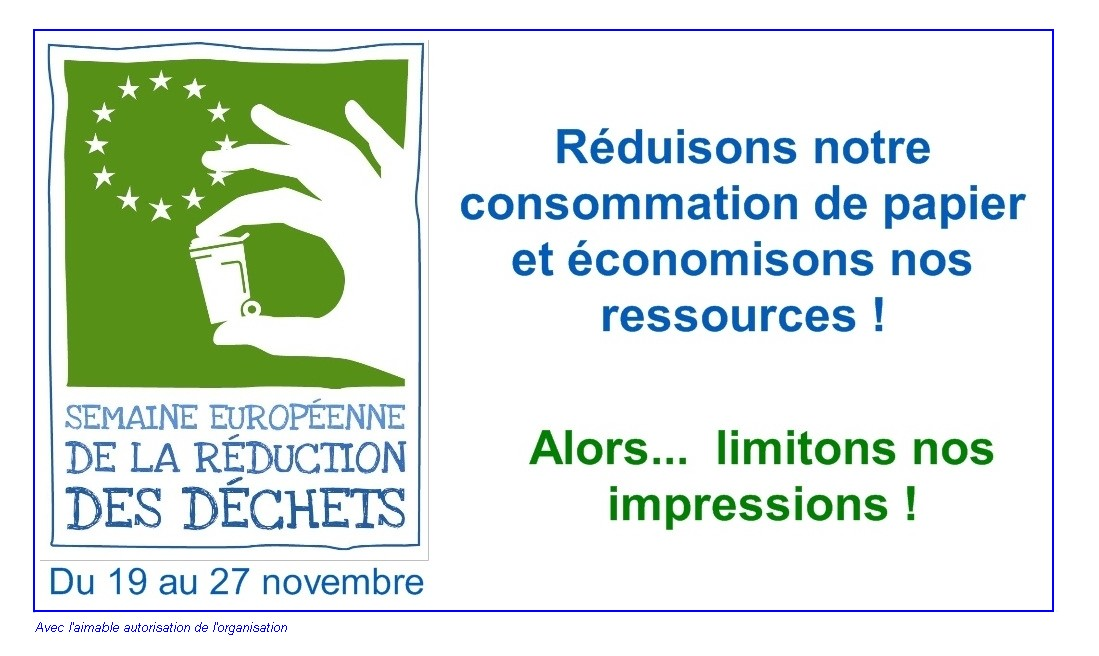 SEMAINE EUROPÉENNE
DE LA RÉDUCTION
DES DÉCHETS
Du 19 au 27 novembre
Réduisons notre
consommation de papier
et économisons nos
ressources !
Alors... limitons nos
impressions !
Avec l'aimable autorisation de l'organisation